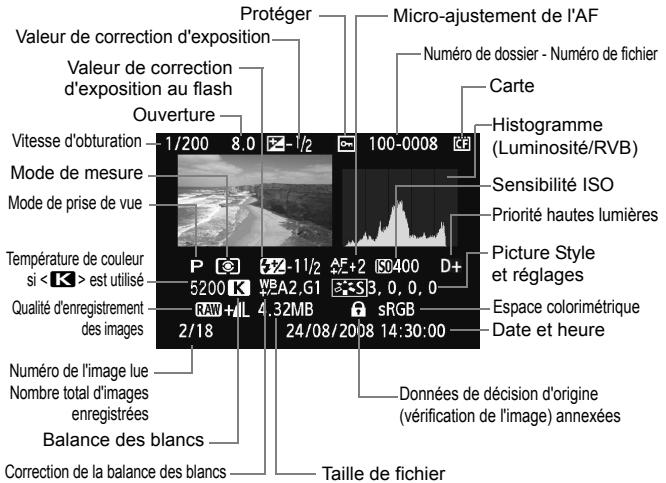 Protéger
Micro-ajustement de l'AF
Valeur de correction d'exposition
Numéro de dossier - Numéro de fichier
Valeur de correction
d'exposition au flash
Carte
Ouverture
Histogramme
(Luminosité/RVB)
Vitesse d'obturation
1/200 8.0 -1/2 100-0008 CF
Mode de mesure
Sensibilité ISO
Mode de prise de vue
Priorité hautes lumières
Picture Style
et réglages
Température de couleur
si < K > est utilisé
P -1 1/2 AF+2 ISO400 D+
5200 K WB A2,G1 S 3, 0, 0, 0
Qualité d'enregistrement
des images
RAW+L 4.32MB sRGB
Espace colorimétrique
2/18 24/08/2008 14:30:00
Date et heure
Numéro de l'image lue
Nombre total d'images
enregistrées
Données de décision d'origine
(vérification de l'image) annexées
Balance des blancs
Correction de la balance des blancs
Taille de fichier